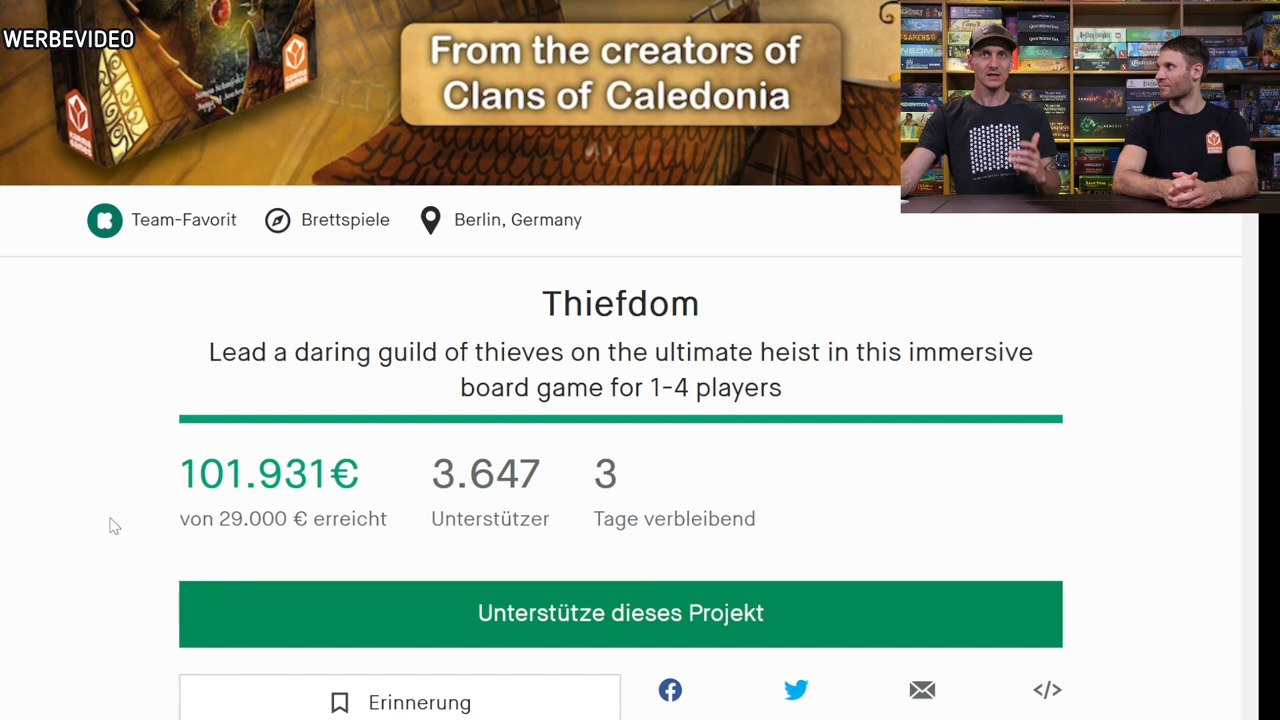 WERBEVIDEO
From the creators of
Clans of Caledonia
Team-Favorit
Brettspiele
Berlin, Germany
Thiefdom
Lead a daring guild of thieves on the ultimate heist in this immersive
board game for 1-4 players
101.931€
3.647
3
von 29.000 € erreicht
Unterstützer
Tage verbleibend
Unterstütze dieses Projekt
Erinnerung